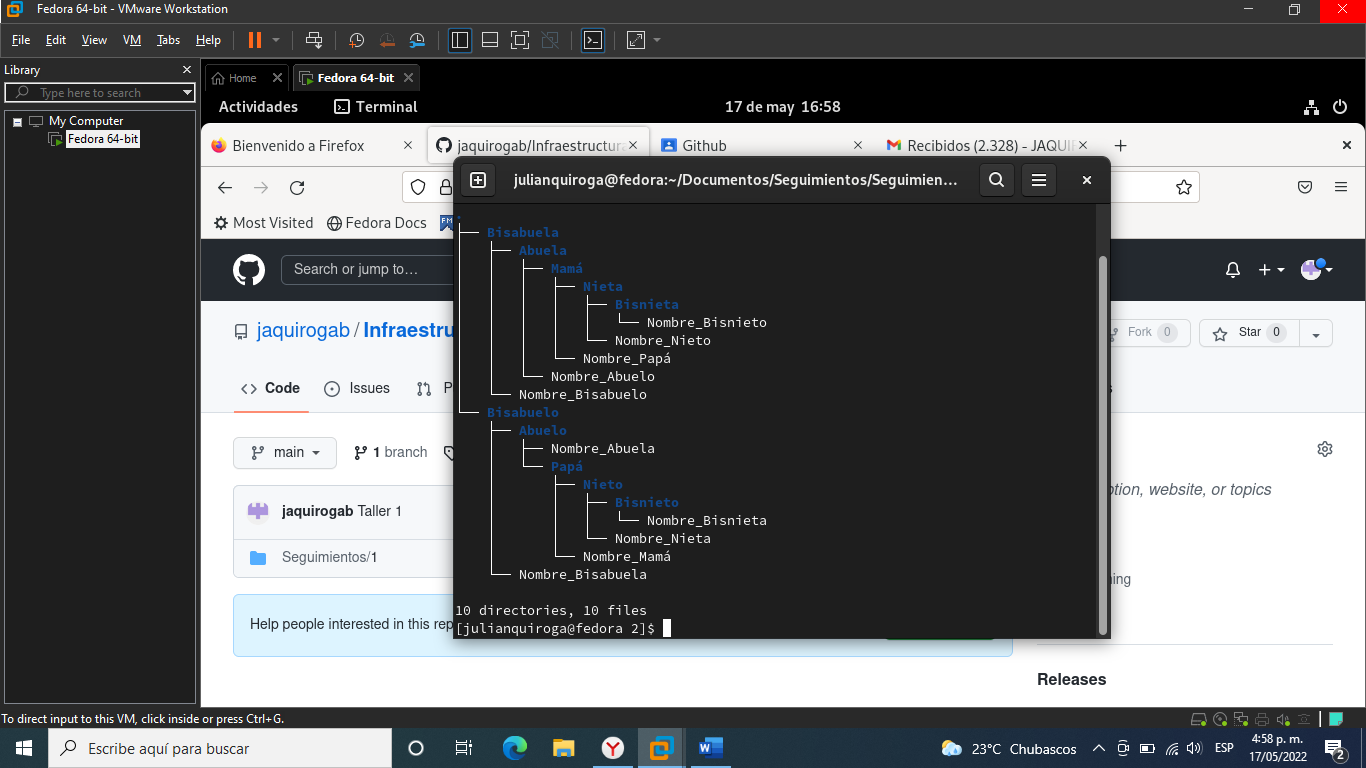 Fedora 64-bit - VMware Workstation
File Edit View VM Tabs Help
Library
Type here to search
My Computer
Fedora 64-bit
Home Fedora 64-bit
Actividades Terminal 17 de may 16:58
Bienvenido a Firefox jaquirogab/Infraestructura Github Recibidos (2.328) - JAQUIR
julianquiroga@fedora:~/Documentos/Seguimientos/Seguimien...
Most Visited Fedora Docs
Search or jump to...
jaquirogab / Infraestru
Fork 0 Star 0
Code Issues P
main 1 branch
jaquirogab Taller 1
Seguimientos/1
Help people interested in this rep
ption, website, or topics
ning
Releases
.
├── Bisabuela
│   ├── Abuela
│   │   ├── Mamá
│   │   │   ├── Nieta
│   │   │   │   ├── Bisnieta
│   │   │   │   │   └── Nombre_Bisnieto
│   │   │   │   └── Nombre_Nieto
│   │   │   └── Nombre_Papá
│   │   └── Nombre_Abuelo
│   └── Nombre_Bisabuelo
└── Bisabuelo
    ├── Abuelo
    │   ├── Nombre_Abuela
    │   └── Papá
    │       ├── Nieto
    │       │   ├── Bisnieto
    │       │   │   └── Nombre_Bisnieta
    │       │   └── Nombre_Nieta
    │       └── Nombre_Mamá
    └── Nombre_Bisabuela
10 directories, 10 files
[julianquiroga@fedora 2]$
To direct input to this VM, click inside or press Ctrl+G.
Escribe aquí para buscar
23°C Chubascos ESP
4:58 p. m.
17/05/2022
2